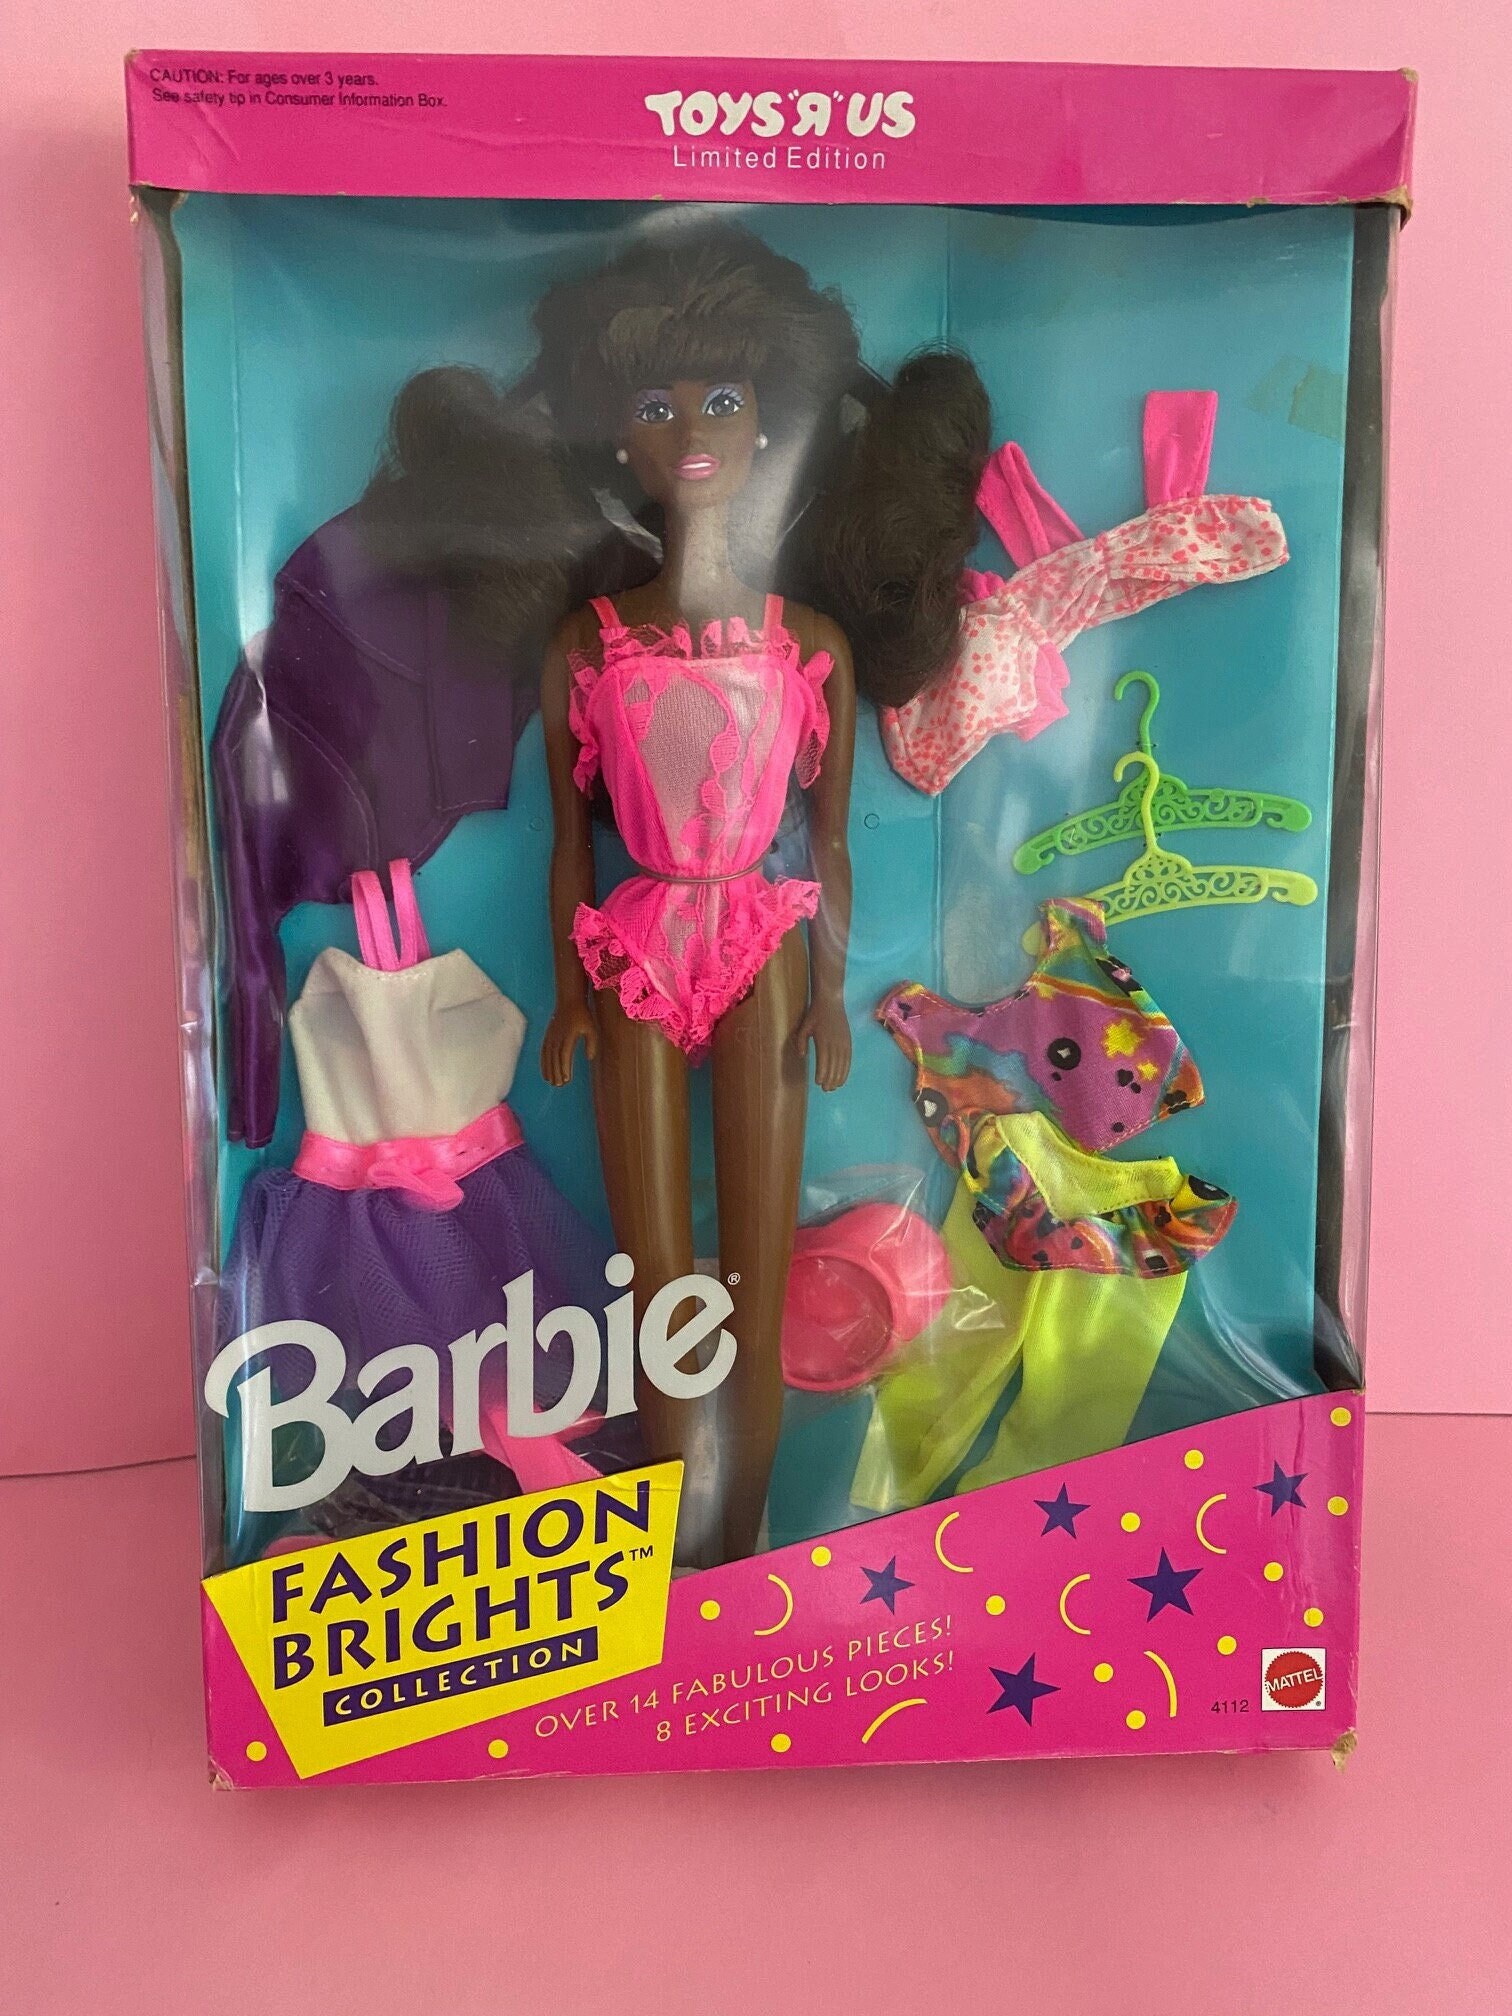 CAUTION: For ages over 3 years.
See safety tip in Consumer Information Box.
TOYS "Я" US
Limited Edition
Barbie®
FASHION
BRIGHTS™
COLLECTION
OVER 14 FABULOUS PIECES!
8 EXCITING LOOKS!
4112
MATTEL®